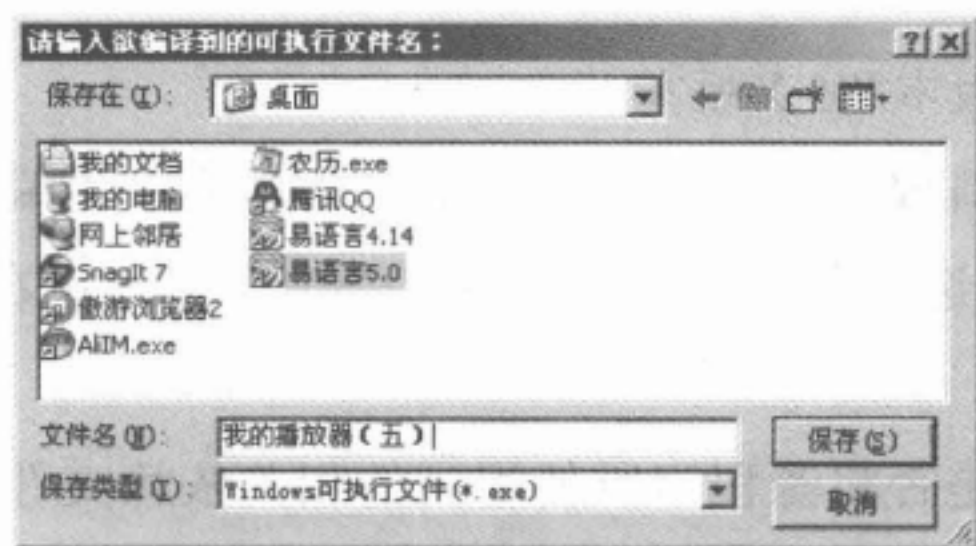 请输入欲编译到的可执行文件名：
保存在(I)：
桌面
我的文档
我的电脑
网上邻居
SnagIt 7
傲游浏览器2
AliIM.exe
农历.exe
腾讯QQ
易语言4.14
易语言5.0
文件名(N)：
我的播放器（五）
保存(S)
保存类型(T)：
Windows可执行文件(*.exe)
取消